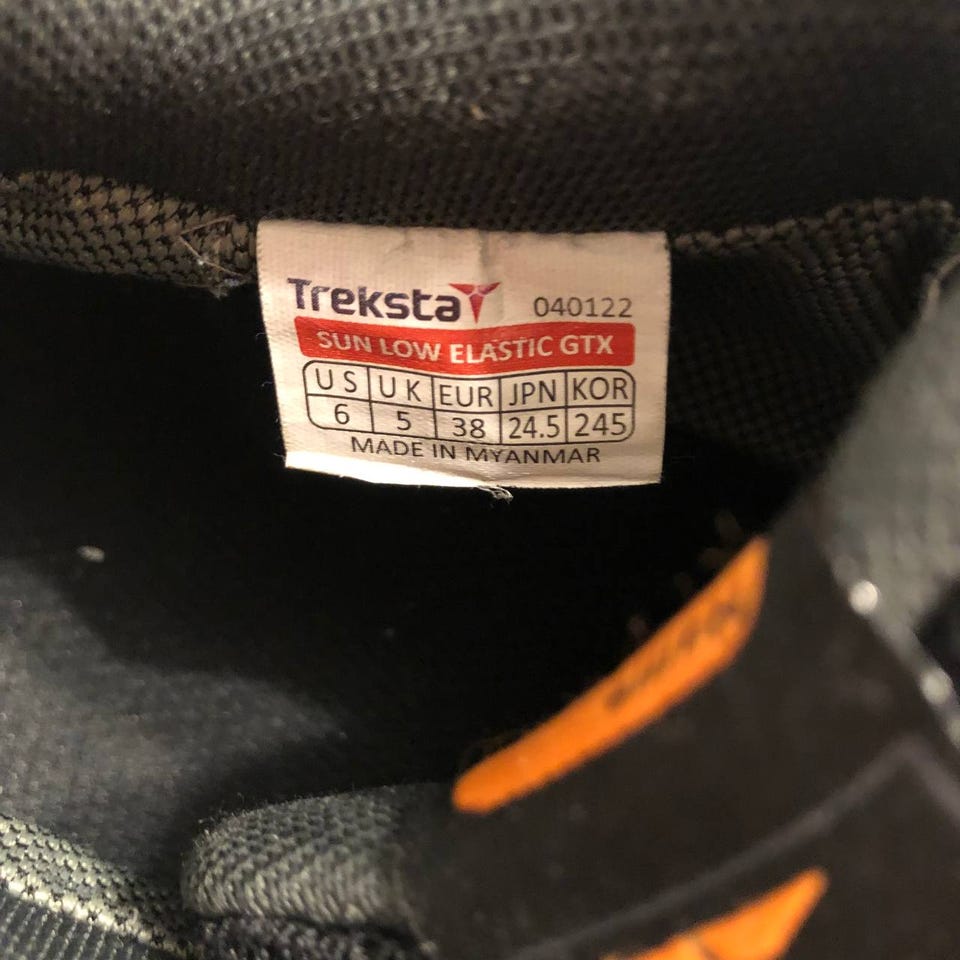 Treksta 040122
SUN LOW ELASTIC GTX
US UK EUR JPN KOR
6 5 38 24.5 245
MADE IN MYANMAR